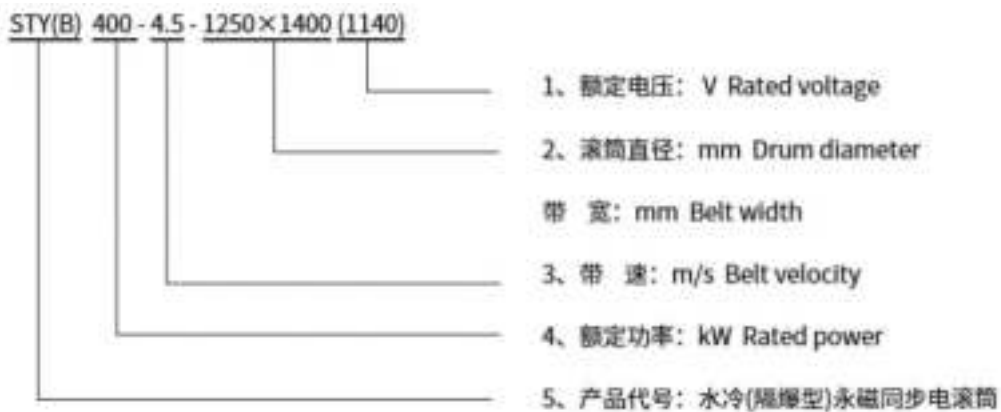 STY(B) 400 - 4.5 - 1250×1400 (1140)
1、额定电压：V Rated voltage
2、滚筒直径：mm Drum diameter
带 宽：mm Belt width
3、带 速：m/s Belt velocity
4、额定功率：kW Rated power
5、产品代号：水冷(隔爆型)永磁同步电滚筒